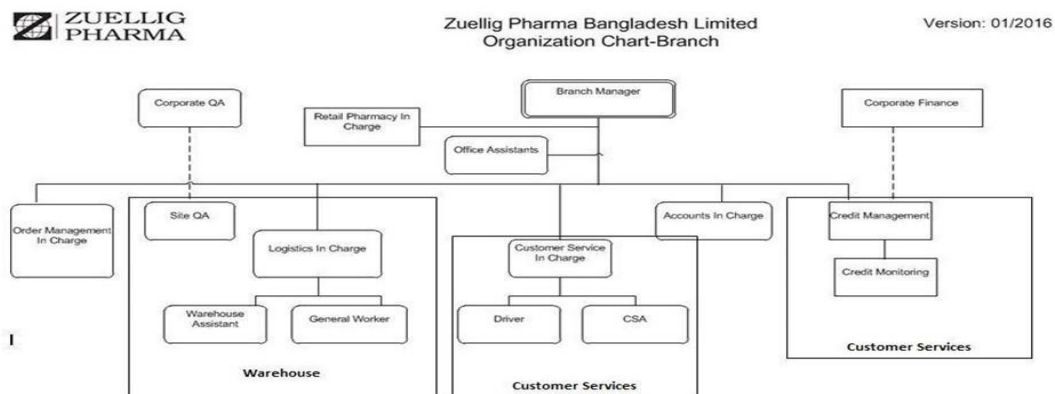 ZUELLIG
PHARMA
Zuellig Pharma Bangladesh Limited
Organization Chart-Branch
Version: 01/2016
Corporate QA
Branch Manager
Corporate Finance
Retail Pharmacy In
Charge
Office Assistants
Order Management
In Charge
Site QA
Logistics In Charge
Customer Service
In Charge
Accounts In Charge
Credit Management
Credit Monitoring
Warehouse
Assistant
General Worker
Driver
CSA
I
Warehouse
Customer Services
Customer Services